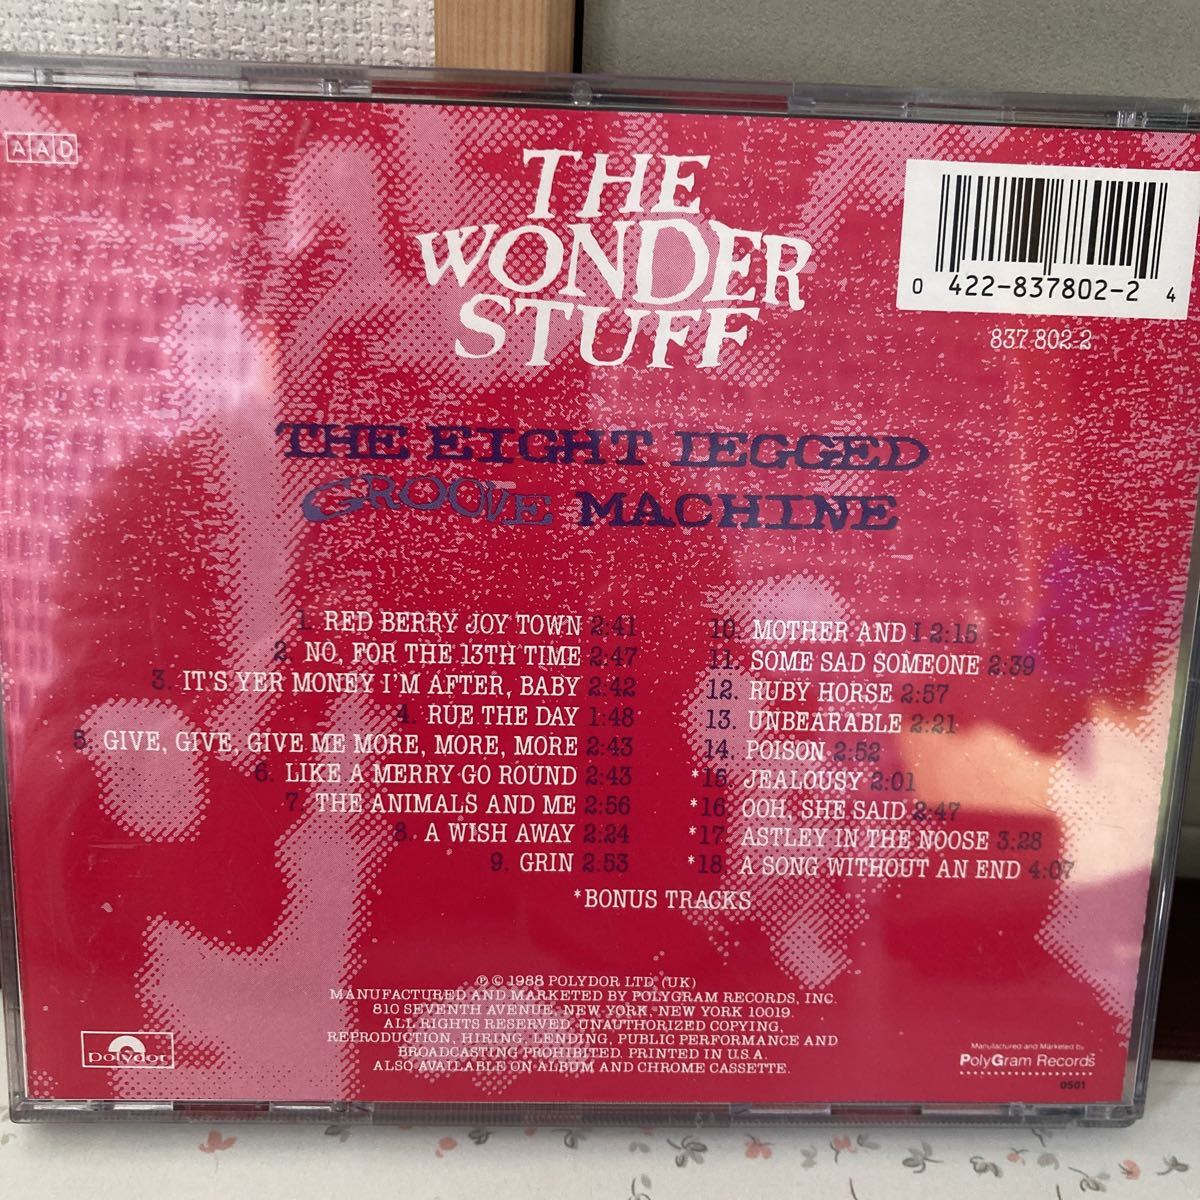 AAD
THE
WONDER
STUFF
0 422-837802-2 4
837 802-2
THE EIGHT LEGGED
GROOVE MACHINE
1. RED BERRY JOY TOWN 2:41
2. NO, FOR THE 13TH TIME 2:47
3. IT'S YER MONEY I'M AFTER, BABY 2:42
4. RUE THE DAY 1:48
5. GIVE, GIVE, GIVE ME MORE, MORE, MORE 2:43
6. LIKE A MERRY GO ROUND 2:43
7. THE ANIMALS AND ME 2:56
8. A WISH AWAY 2:24
9. GRIN 2:53
10. MOTHER AND I 2:15
11. SOME SAD SOMEONE 2:39
12. RUBY HORSE 2:57
13. UNBEARABLE 2:21
14. POISON 2:52
*15. JEALOUSY 2:01
*16. OOH, SHE SAID 2:47
*17. ASTLEY IN THE NOOSE 3:28
*18. A SONG WITHOUT AN END 4:07
*BONUS TRACKS
℗ © 1988 POLYDOR LTD. (UK)
MANUFACTURED AND MARKETED BY POLYGRAM RECORDS, INC.
810 SEVENTH AVENUE, NEW YORK, NEW YORK 10019.
ALL RIGHTS RESERVED. UNAUTHORIZED COPYING,
REPRODUCTION, HIRING, LENDING, PUBLIC PERFORMANCE AND
BROADCASTING PROHIBITED. PRINTED IN U.S.A.
ALSO AVAILABLE ON ALBUM AND CHROME CASSETTE.
polydor
Manufactured and Marketed by
PolyGram Records
0501